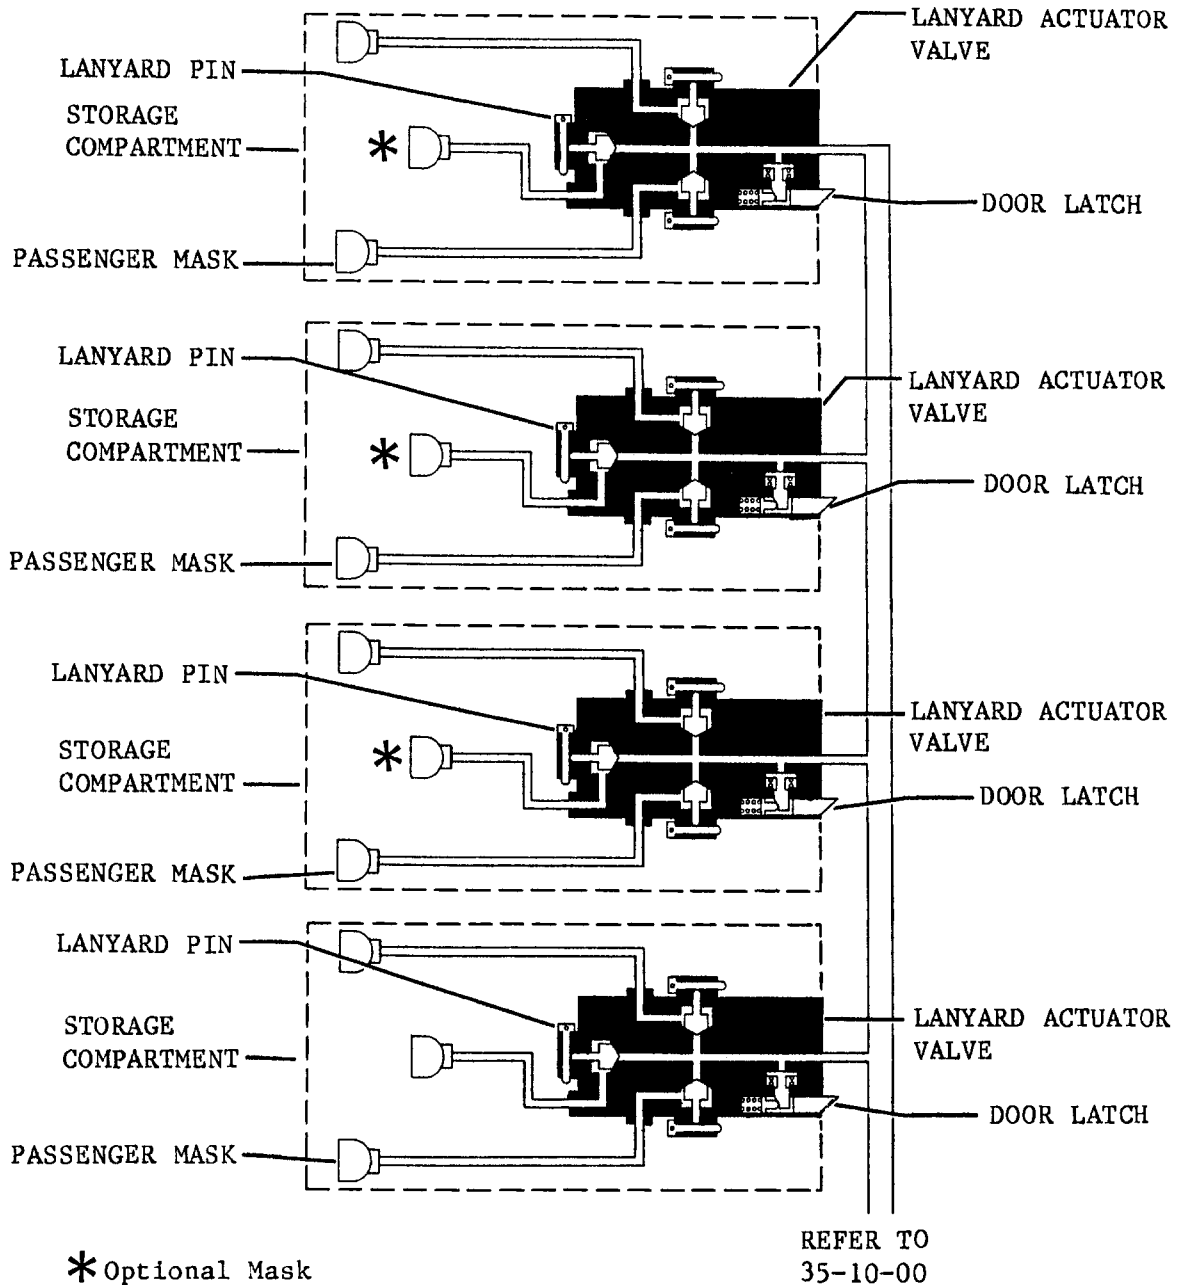 LANYARD ACTUATOR
VALVE
LANYARD PIN
STORAGE
COMPARTMENT
*
DOOR LATCH
PASSENGER MASK
LANYARD PIN
LANYARD ACTUATOR
VALVE
STORAGE
COMPARTMENT
*
DOOR LATCH
PASSENGER MASK
LANYARD PIN
LANYARD ACTUATOR
VALVE
STORAGE
COMPARTMENT
*
DOOR LATCH
PASSENGER MASK
LANYARD PIN
LANYARD ACTUATOR
VALVE
STORAGE
COMPARTMENT
DOOR LATCH
PASSENGER MASK
REFER TO
35-10-00
* Optional Mask